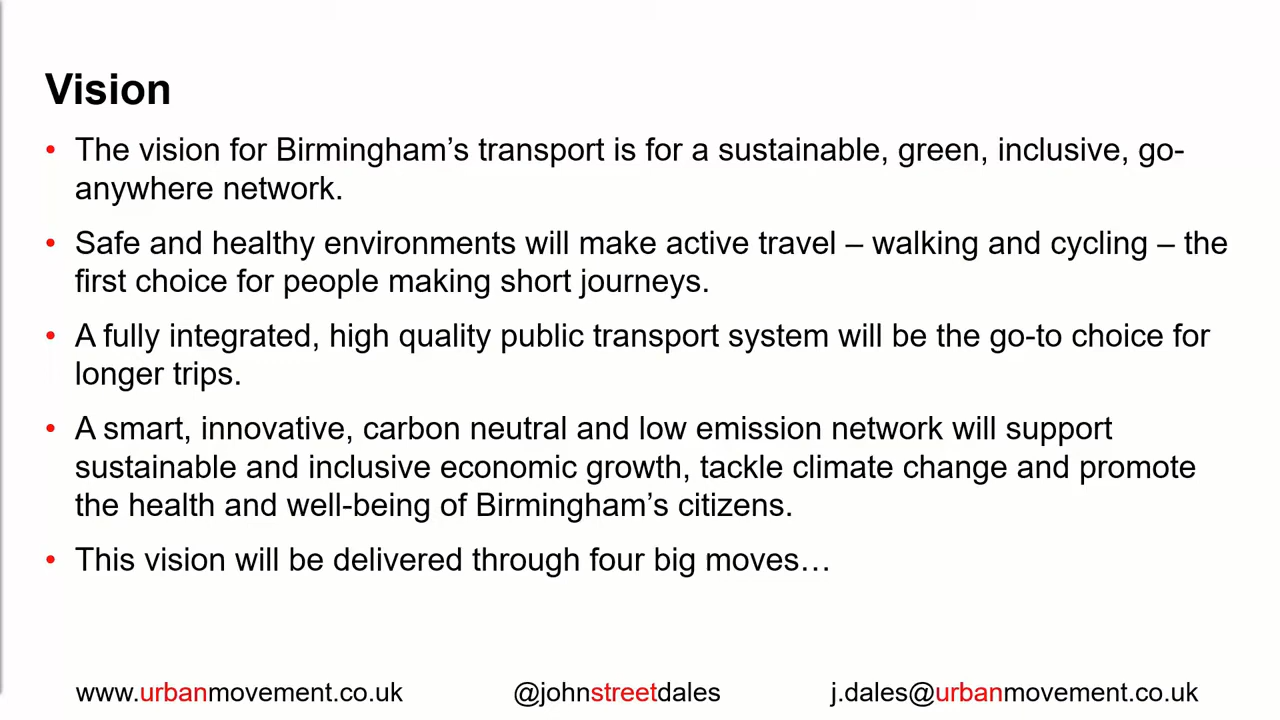 Vision
• The vision for Birmingham’s transport is for a sustainable, green, inclusive, go-
anywhere network.
• Safe and healthy environments will make active travel – walking and cycling – the
first choice for people making short journeys.
• A fully integrated, high quality public transport system will be the go-to choice for
longer trips.
• A smart, innovative, carbon neutral and low emission network will support
sustainable and inclusive economic growth, tackle climate change and promote
the health and well-being of Birmingham’s citizens.
• This vision will be delivered through four big moves…
www.urbanmovement.co.uk @johnstreetdales j.dales@urbanmovement.co.uk